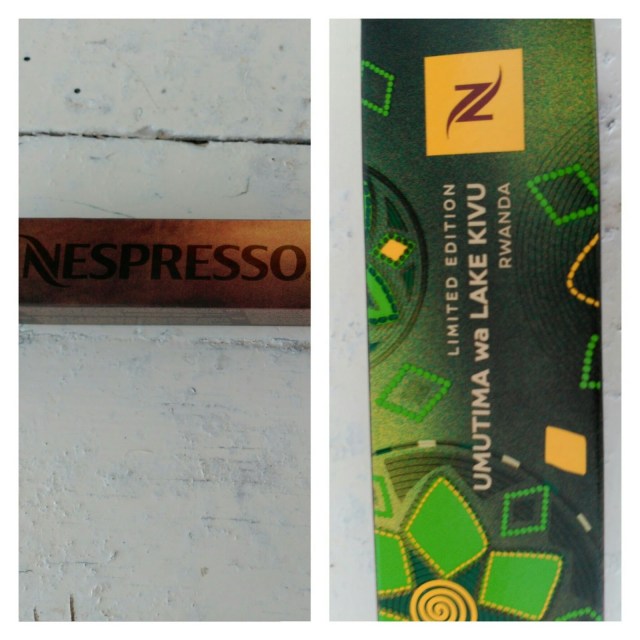 NESPRESSO
N
LIMITED EDITION
UMUTIMA wa LAKE KIVU
RWANDA